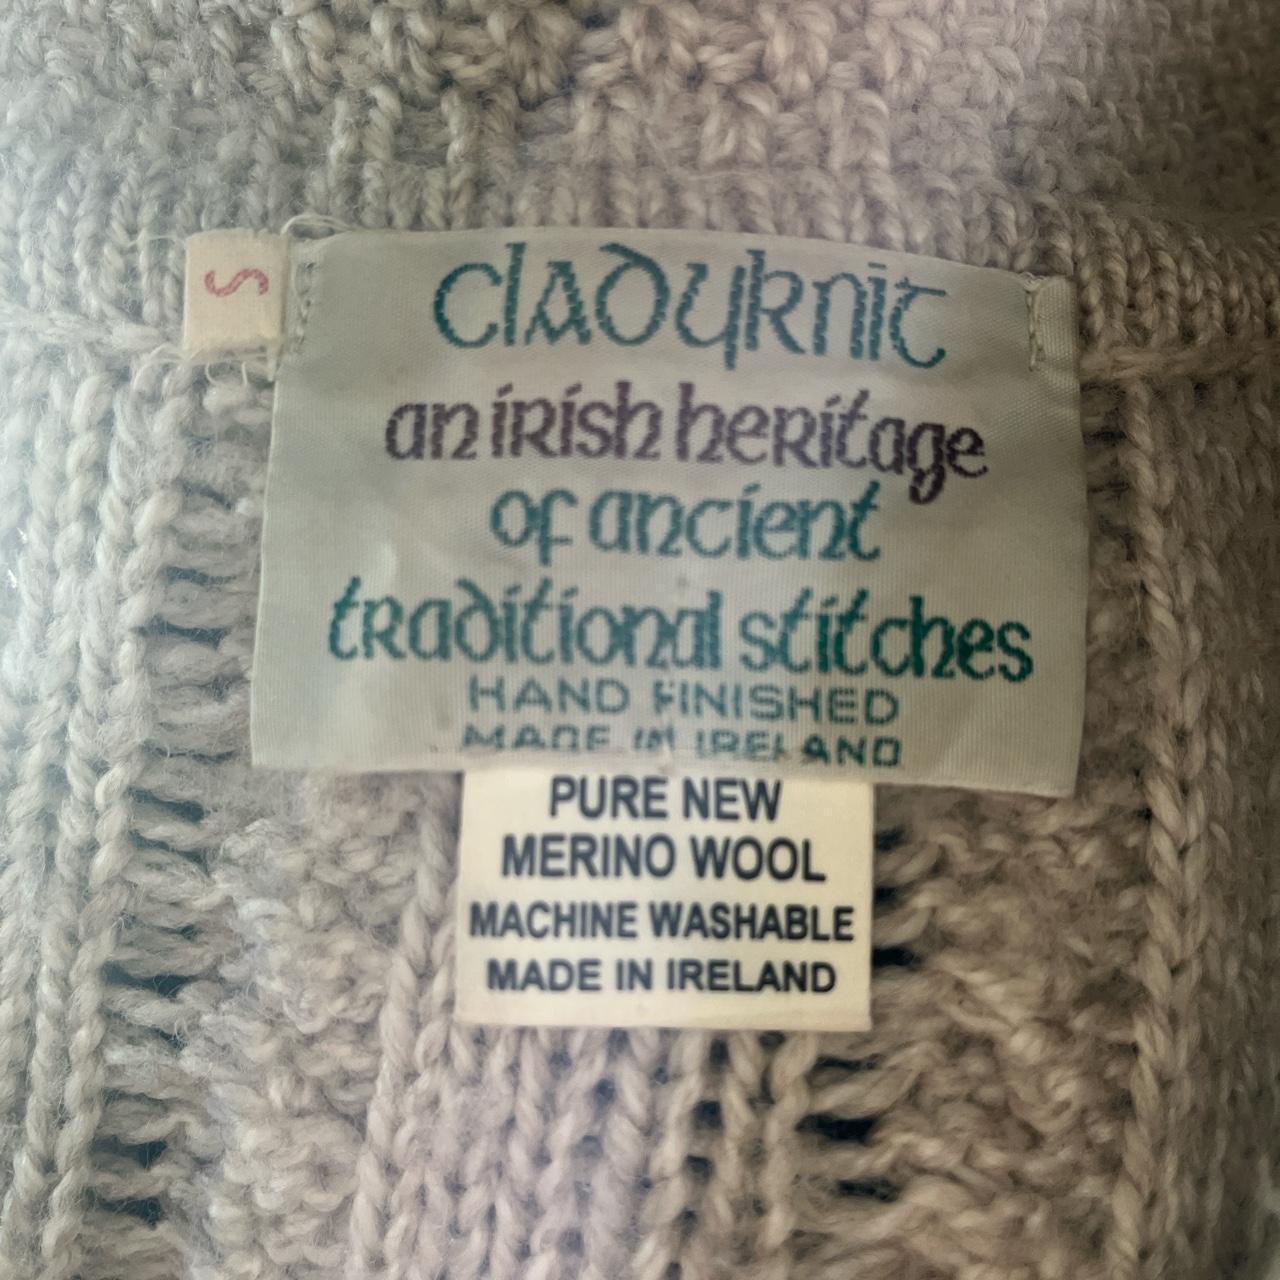 S
cladyknit
an irish heritage
of ancient
traditional stitches
HAND FINISHED
MADE IN IRELAND
PURE NEW
MERINO WOOL
MACHINE WASHABLE
MADE IN IRELAND